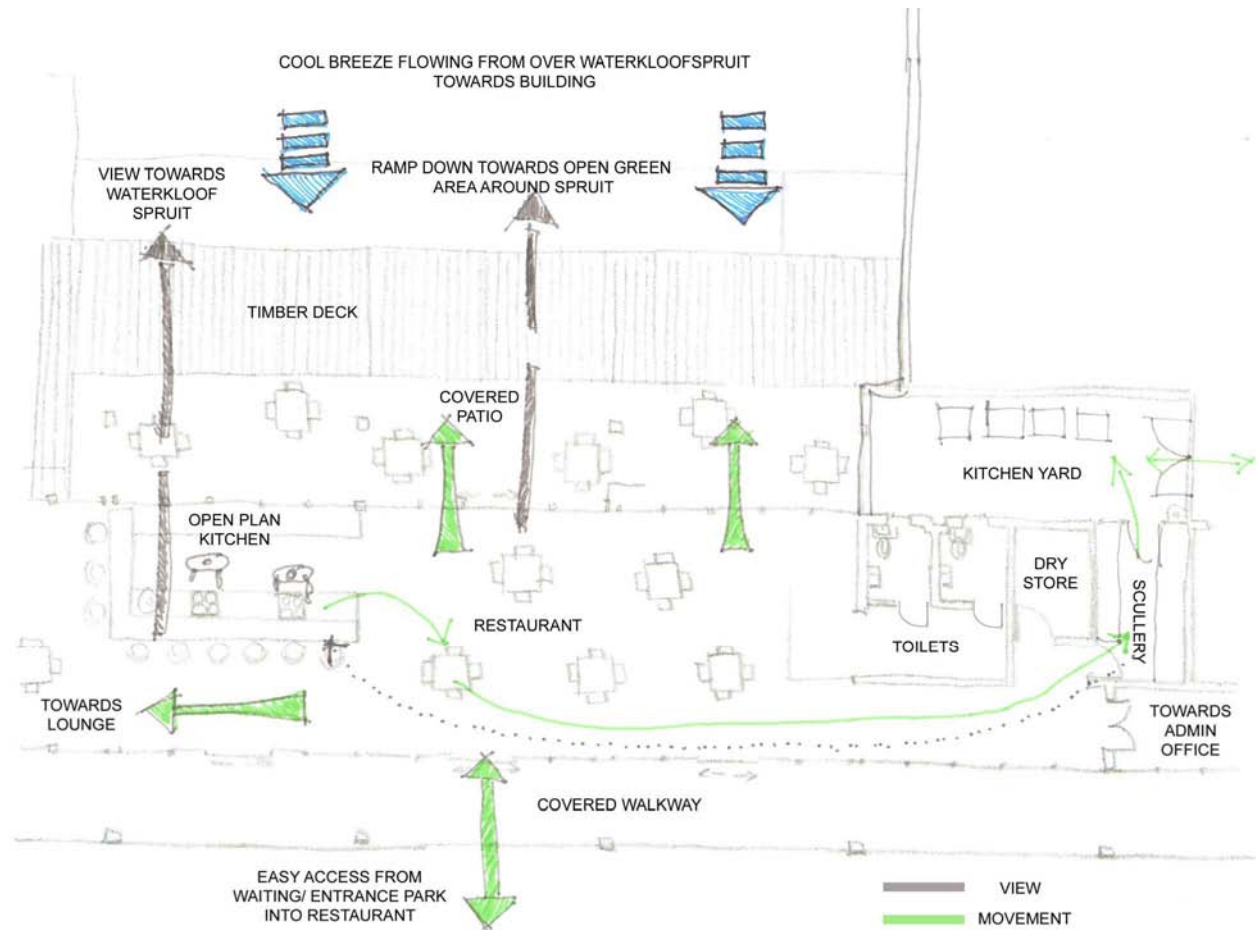 COOL BREEZE FLOWING FROM OVER WATERKLOOFSPRUIT
TOWARDS BUILDING
VIEW TOWARDS
WATERKLOOF
SPRUIT
RAMP DOWN TOWARDS OPEN GREEN
AREA AROUND SPRUIT
TIMBER DECK
COVERED
PATIO
KITCHEN YARD
OPEN PLAN
KITCHEN
DRY
STORE
SCULLERY
RESTAURANT
TOILETS
TOWARDS
LOUNGE
TOWARDS
ADMIN
OFFICE
COVERED WALKWAY
EASY ACCESS FROM
WAITING/ ENTRANCE PARK
INTO RESTAURANT
VIEW
MOVEMENT